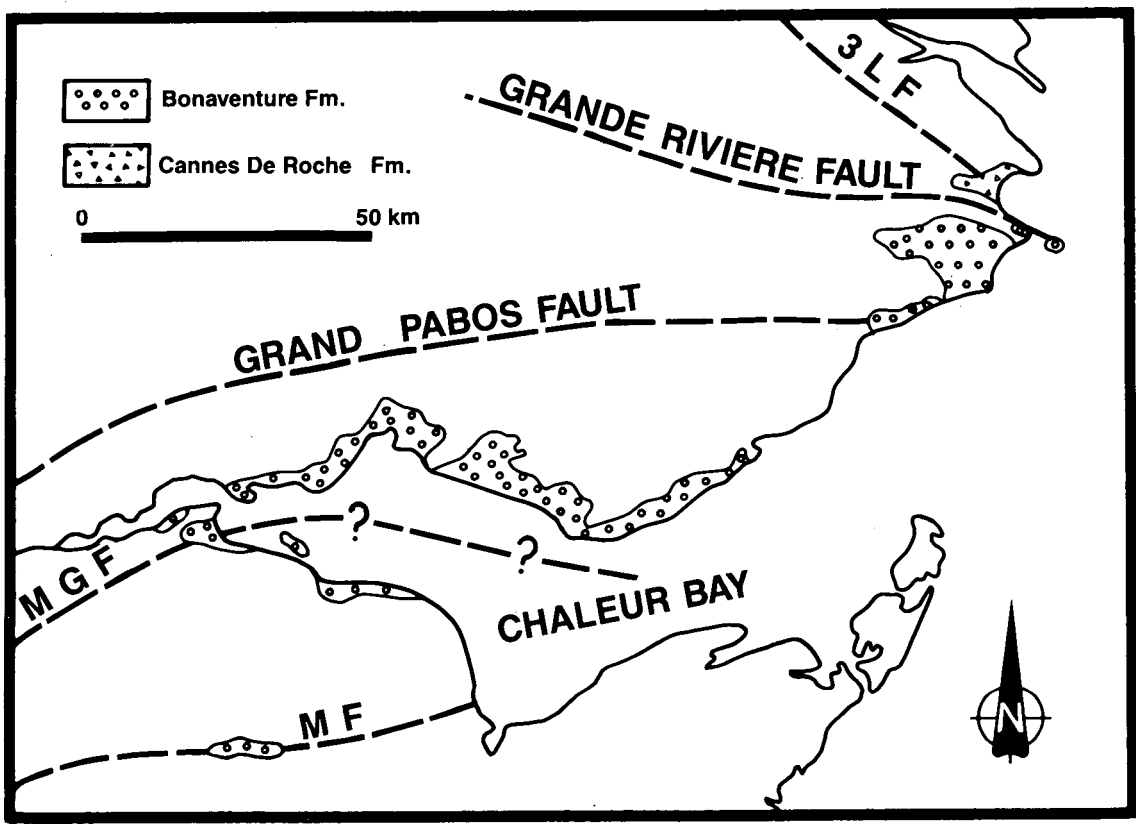 3 L F
GRANDE RIVIERE FAULT
Bonaventure Fm.
Cannes De Roche Fm.
0 50 km
GRAND PABOS FAULT
? ?
M G F
CHALEUR BAY
M F
N